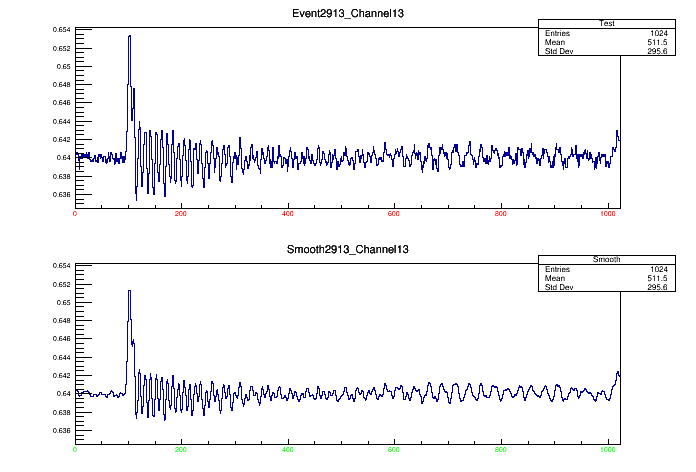 Event2913_Channel13
Test
Entries 1024
Mean 511.5
Std Dev 295.6
0.654
0.652
0.65
0.648
0.646
0.644
0.642
0.64
0.638
0.636
0 200 400 600 800 1000
Smooth2913_Channel13
Smooth
Entries 1024
Mean 511.5
Std Dev 295.6
0.654
0.652
0.65
0.648
0.646
0.644
0.642
0.64
0.638
0.636
0 200 400 600 800 1000